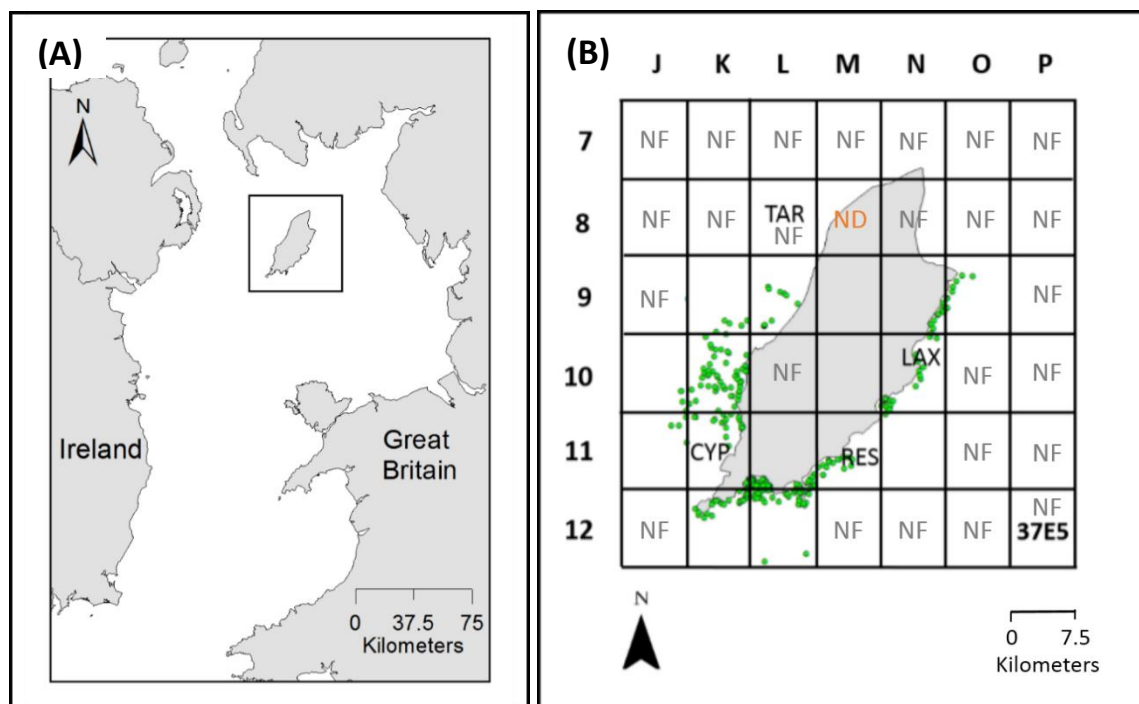 (A)
N
Ireland
Great
Britain
0 37.5 75
Kilometers
(B)
J K L M N O P
7 NF NF NF NF NF NF NF
8 NF NF TAR NF ND NF NF NF
9 NF NF
10 NF LAX NF NF
11 CYP RES NF NF
12 NF NF NF NF NF
37E5
N
0 7.5
Kilometers